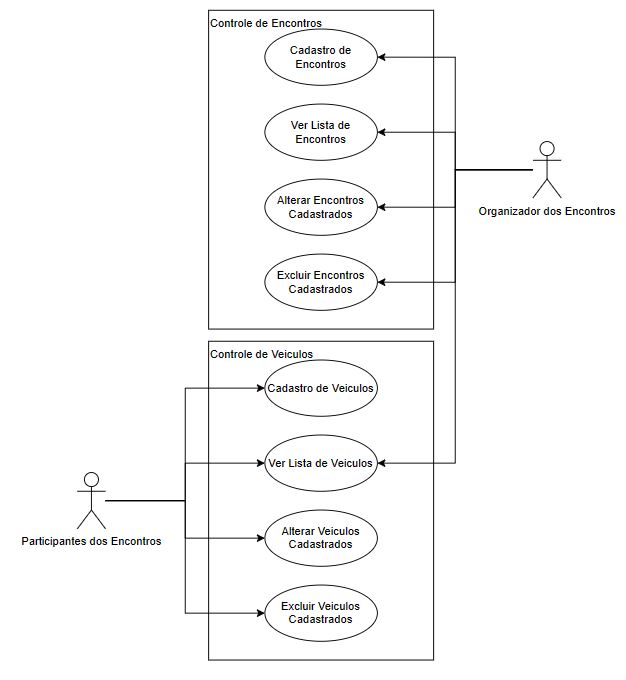 Controle de Encontros
Cadastro de
Encontros
Ver Lista de
Encontros
Alterar Encontros
Cadastrados
Excluir Encontros
Cadastrados
Organizador dos Encontros
Controle de Veiculos
Cadastro de Veiculos
Ver Lista de Veiculos
Alterar Veiculos
Cadastrados
Excluir Veiculos
Cadastrados
Participantes dos Encontros